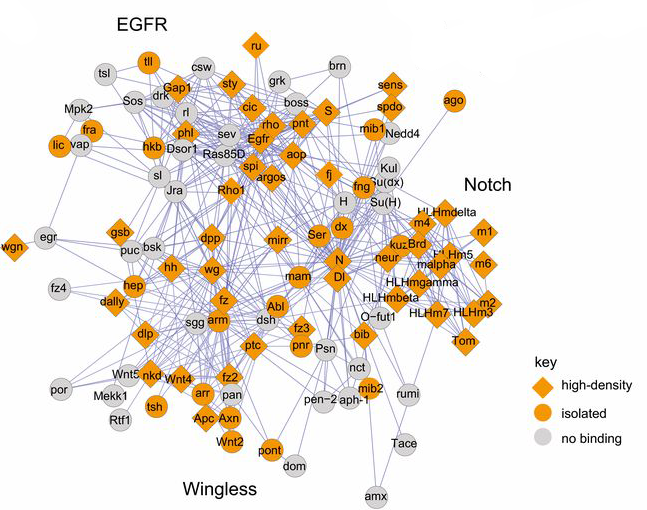 EGFR
ru
tll
csw
brn
tsl
sty
grk
sens
Gap1
drk
Sos
boss
ago
Mpk2
cic
S
spdo
rl
rho
pnt
fra
phl
sev
Egfr
mib1
Nedd4
lic
vap
hkb
Dsor1
Ras85D
aop
spi
argos
Kul
sl
fj
Su(dx)
Jra
Rho1
fng
Notch
H
Su(H)
HLHmdelta
m4
gsb
dx
m1
wgn
egr
dpp
mirr
Ser
kuz
Brd
puc
bsk
neur
HLHm5
N
malpha
m6
hh
wg
Dl
mam
HLHmgamma
fz4
hep
HLHmbeta
dally
fz
Abl
m2
sgg
arm
dsh
O-fut1
HLHm7
HLHm3
dlp
fz3
bib
ptc
pnr
Psn
Tom
key
Wnt5
nkd
Wnt4
fz2
nct
high-density
por
Mekk1
arr
pan
pen-2
aph-1
mib2
rumi
tsh
isolated
Rtf1
Apc
Axn
no binding
Wnt2
pont
Tace
dom
Wingless
amx